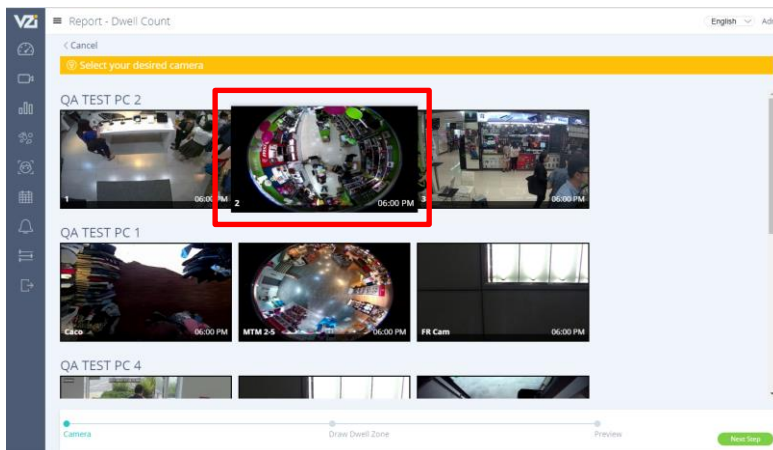 VZi
Report - Dwell Count
English
Adm
< Cancel
Select your desired camera
QA TEST PC 2
1
06:00 PM
2
06:00 PM
3
06:00 PM
QA TEST PC 1
Caco
06:00 PM
MTM 2-5
06:00 PM
FR Cam
06:00 PM
QA TEST PC 4
Camera
Draw Dwell Zone
Preview
Next Step